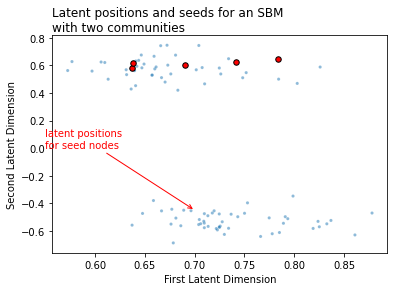 Latent positions and seeds for an SBM
with two communities
Second Latent Dimension
0.8
0.6
0.4
0.2
0.0
−0.2
−0.4
−0.6
latent positions
for seed nodes
0.60 0.65 0.70 0.75 0.80 0.85
First Latent Dimension